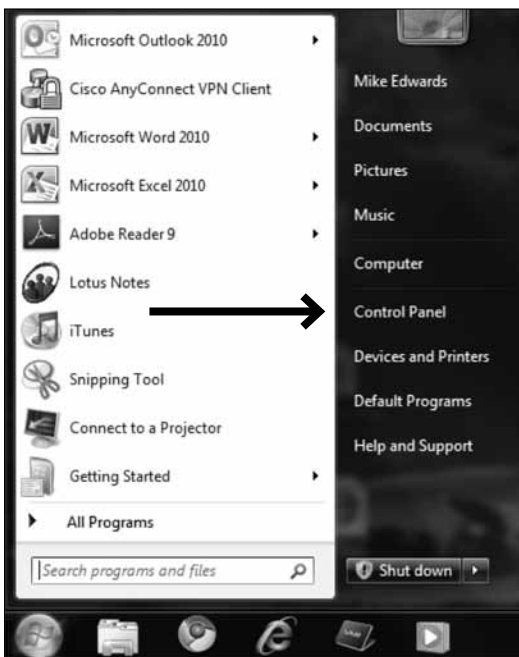 Microsoft Outlook 2010
Cisco AnyConnect VPN Client
Microsoft Word 2010
Microsoft Excel 2010
Adobe Reader 9
Lotus Notes
iTunes
Snipping Tool
Connect to a Projector
Getting Started
All Programs
Search programs and files
Mike Edwards
Documents
Pictures
Music
Computer
Control Panel
Devices and Printers
Default Programs
Help and Support
Shut down